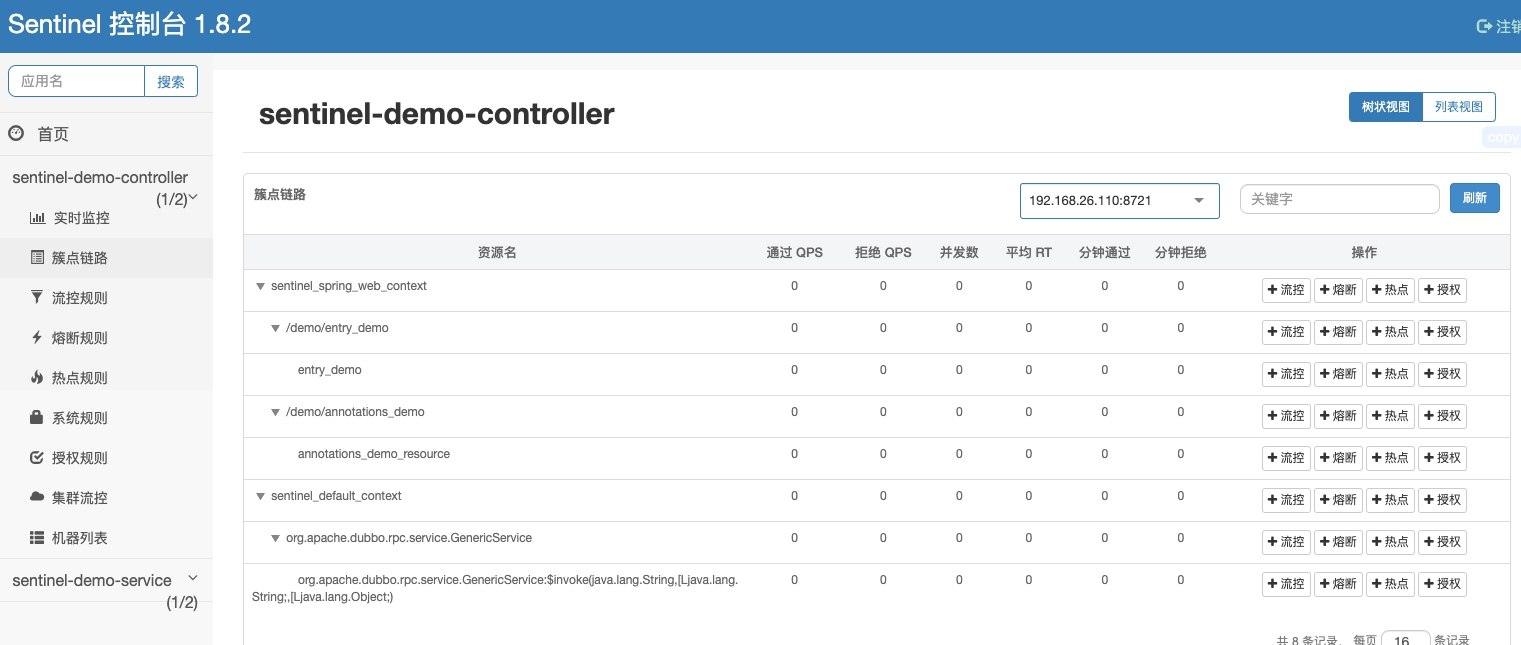 Sentinel 控制台 1.8.2
注销
应用名 搜索
首页
sentinel-demo-controller
(1/2)
实时监控
簇点链路
流控规则
熔断规则
热点规则
系统规则
授权规则
集群流控
机器列表
sentinel-demo-service
(1/2)
sentinel-demo-controller
树状视图 列表视图
copy
簇点链路 192.168.26.110:8721 关键字 刷新
资源名 通过 QPS 拒绝 QPS 并发数 平均 RT 分钟通过 分钟拒绝 操作
sentinel_spring_web_context 0 0 0 0 0 0 +流控 +熔断 +热点 +授权
/demo/entry_demo 0 0 0 0 0 0 +流控 +熔断 +热点 +授权
entry_demo 0 0 0 0 0 0 +流控 +熔断 +热点 +授权
/demo/annotations_demo 0 0 0 0 0 0 +流控 +熔断 +热点 +授权
annotations_demo_resource 0 0 0 0 0 0 +流控 +熔断 +热点 +授权
sentinel_default_context 0 0 0 0 0 0 +流控 +熔断 +热点 +授权
org.apache.dubbo.rpc.service.GenericService 0 0 0 0 0 0 +流控 +熔断 +热点 +授权
org.apache.dubbo.rpc.service.GenericService:$invoke(java.lang.String,[Ljava.lang. 0 0 0 0 0 0 +流控 +熔断 +热点 +授权
String;,[Ljava.lang.Object;)
共 8 条记录, 每页 16 条记录